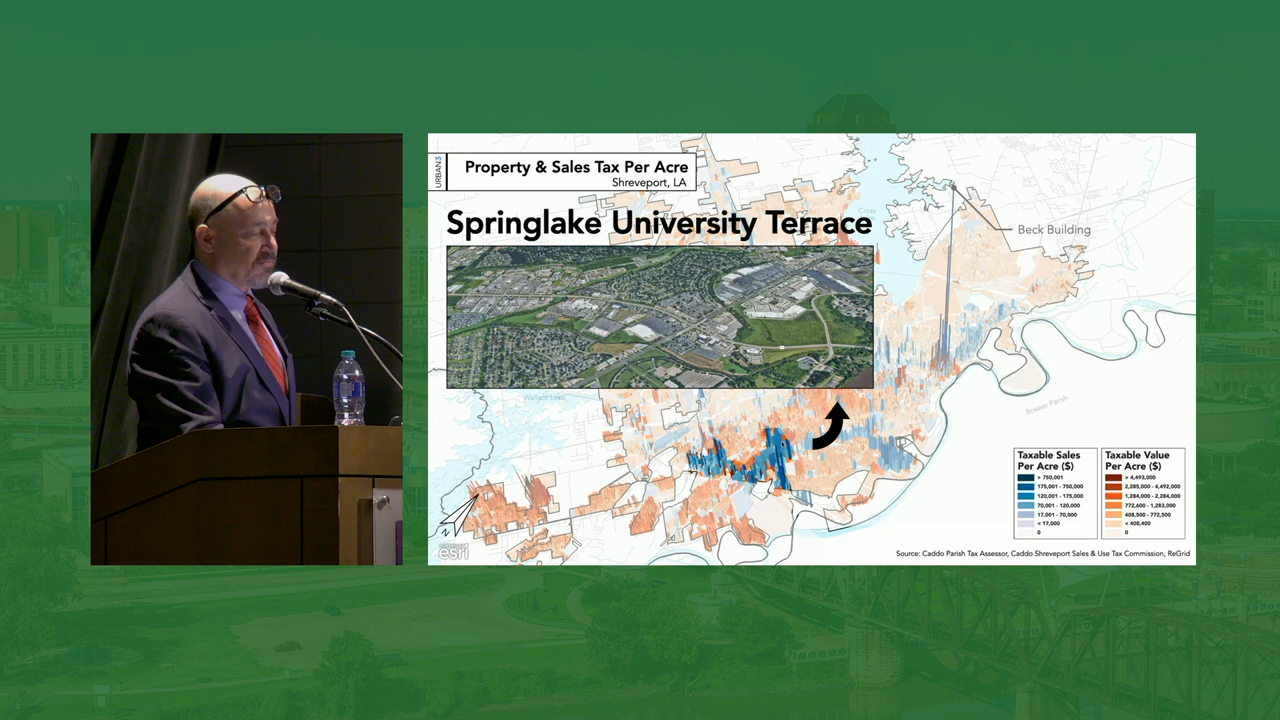 URBAN3
Property & Sales Tax Per Acre
Shreveport, LA
Springlake University Terrace
Cross
Beck Building
Wallace Lake
Bossier Parish
Taxable Sales
Per Acre ($)
> 750,001
175,001 - 750,000
120,001 - 175,000
70,001 - 120,000
17,001 - 70,000
< 17,000
0
Taxable Value
Per Acre ($)
> 4,493,000
2,285,000 - 4,492,000
1,284,000 - 2,284,000
772,600 - 1,283,000
408,500 - 772,500
< 408,400
0
esri
Source: Caddo Parish Tax Assessor, Caddo Shreveport Sales & Use Tax Commission, ReGrid